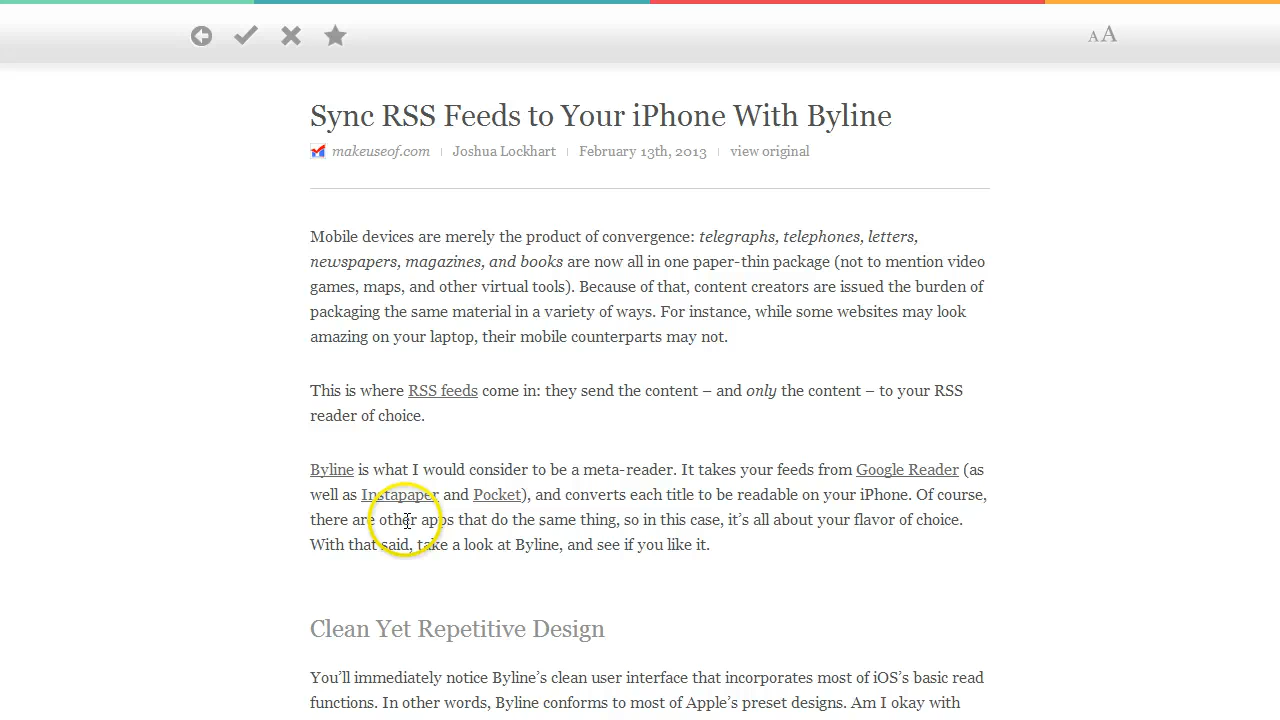 AA
Sync RSS Feeds to Your iPhone With Byline
makeuseof.com Joshua Lockhart February 13th, 2013 view original
Mobile devices are merely the product of convergence: telegraphs, telephones, letters,
newspapers, magazines, and books are now all in one paper-thin package (not to mention video
games, maps, and other virtual tools). Because of that, content creators are issued the burden of
packaging the same material in a variety of ways. For instance, while some websites may look
amazing on your laptop, their mobile counterparts may not.
This is where RSS feeds come in: they send the content – and only the content – to your RSS
reader of choice.
Byline is what I would consider to be a meta-reader. It takes your feeds from Google Reader (as
well as Instapaper and Pocket), and converts each title to be readable on your iPhone. Of course,
there are other apps that do the same thing, so in this case, it's all about your flavor of choice.
With that said, take a look at Byline, and see if you like it.
Clean Yet Repetitive Design
You'll immediately notice Byline's clean user interface that incorporates most of iOS's basic read
functions. In other words, Byline conforms to most of Apple's preset designs. Am I okay with